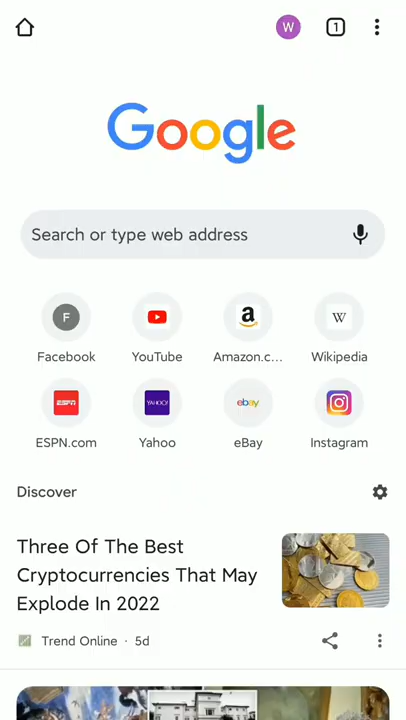 W
1
Google
Search or type web address
F
a
W
Facebook
YouTube
Amazon.c...
Wikipedia
ESPN
YAHOO!
ebay
ESPN.com
Yahoo
eBay
Instagram
Discover
Three Of The Best
Cryptocurrencies That May
Explode In 2022
Trend Online · 5d